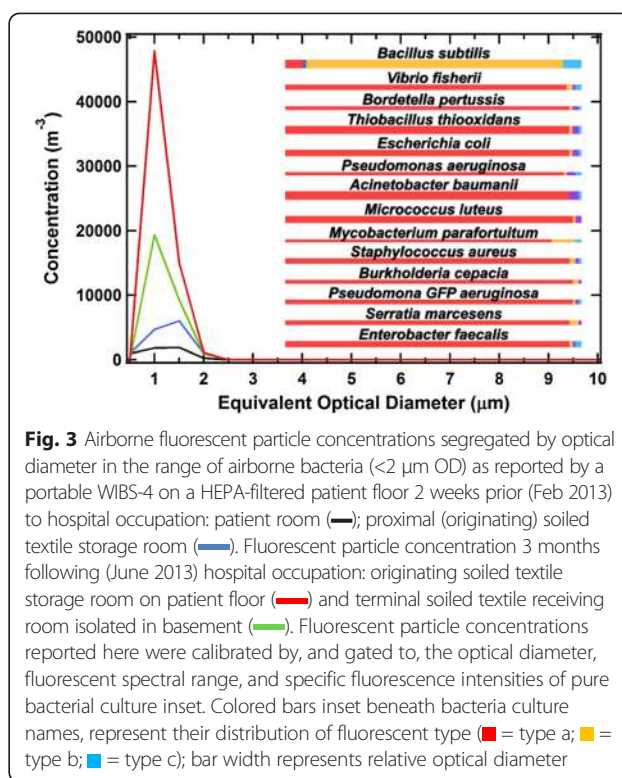 50000
40000
30000
20000
10000
0
Concentration (m⁻³)
Bacillus subtilis
Vibrio fisherii
Bordetella pertussis
Thiobacillus thiooxidans
Escherichia coli
Pseudomonas aeruginosa
Acinetobacter baumanii
Micrococcus luteus
Mycobacterium parafortuitum
Staphylococcus aureus
Burkholderia cepacia
Pseudomona GFP aeruginosa
Serratia marcesens
Enterobacter faecalis
1 2 3 4 5 6 7 8 9 10
Equivalent Optical Diameter (µm)
Fig. 3 Airborne fluorescent particle concentrations segregated by optical
diameter in the range of airborne bacteria (<2 μm OD) as reported by a
portable WIBS-4 on a HEPA-filtered patient floor 2 weeks prior (Feb 2013)
to hospital occupation: patient room (—); proximal (originating) soiled
textile storage room (—). Fluorescent particle concentration 3 months
following (June 2013) hospital occupation: originating soiled textile
storage room on patient floor (—) and terminal soiled textile receiving
room isolated in basement (—). Fluorescent particle concentrations
reported here were calibrated by, and gated to, the optical diameter,
fluorescent spectral range, and specific fluorescence intensities of pure
bacterial culture inset. Colored bars inset beneath bacteria culture
names, represent their distribution of fluorescent type (■ = type a; ■ =
type b; ■ = type c); bar width represents relative optical diameter